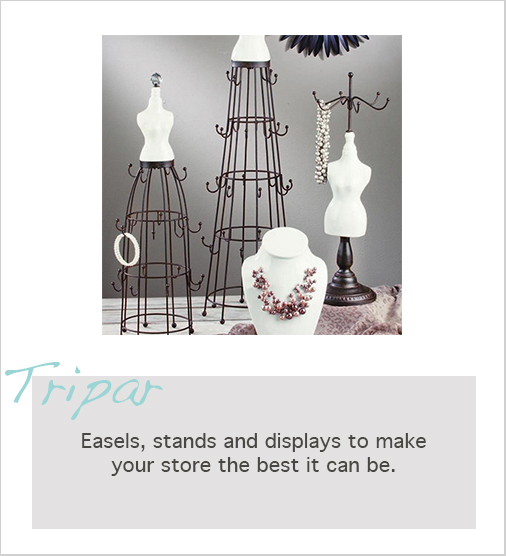 Tripar
Easels, stands and displays to make
your store the best it can be.